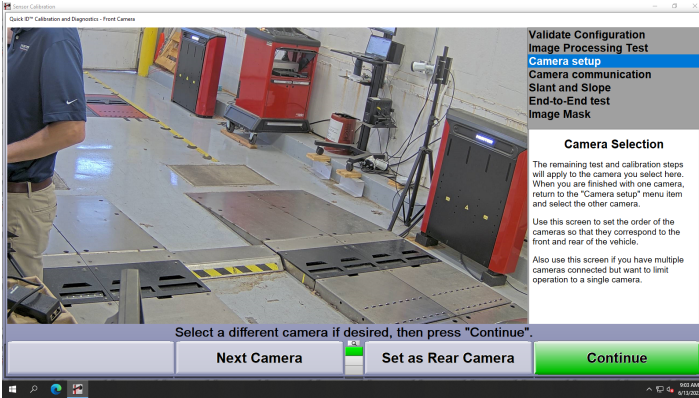 Sensor Calibration
Quick ID™ Calibration and Diagnostics - Front Camera
Validate Configuration
Image Processing Test
Camera setup
Camera communication
Slant and Slope
End-to-End test
Image Mask
Camera Selection
The remaining test and calibration steps
will apply to the camera you select here.
When you are finished with one camera,
return to the "Camera setup" menu item
and select the other camera.
Use this screen to set the order of the
cameras so that they correspond to the
front and rear of the vehicle.
Also use this screen if you have multiple
cameras connected but want to limit
operation to a single camera.
Select a different camera if desired, then press "Continue".
Next Camera
Set as Rear Camera
Continue
9:03 AM